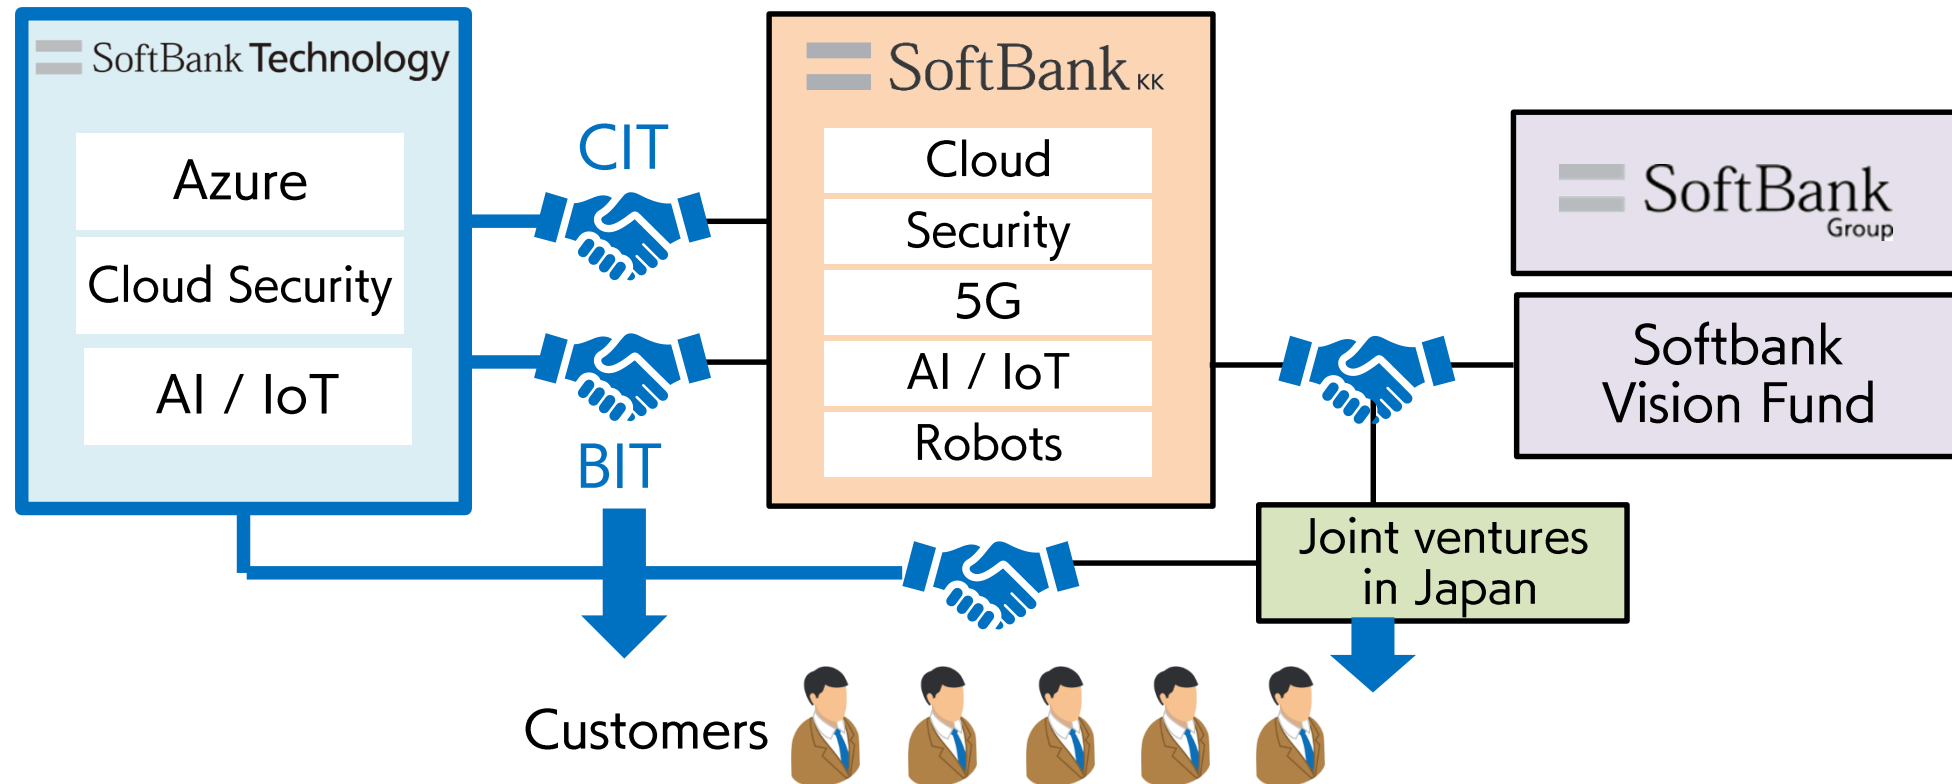 SoftBank Technology
Azure
Cloud Security
AI / IoT
CIT
BIT
SoftBank KK
Cloud
Security
5G
AI / IoT
Robots
SoftBank
Group
Softbank
Vision Fund
Joint ventures
in Japan
Customers